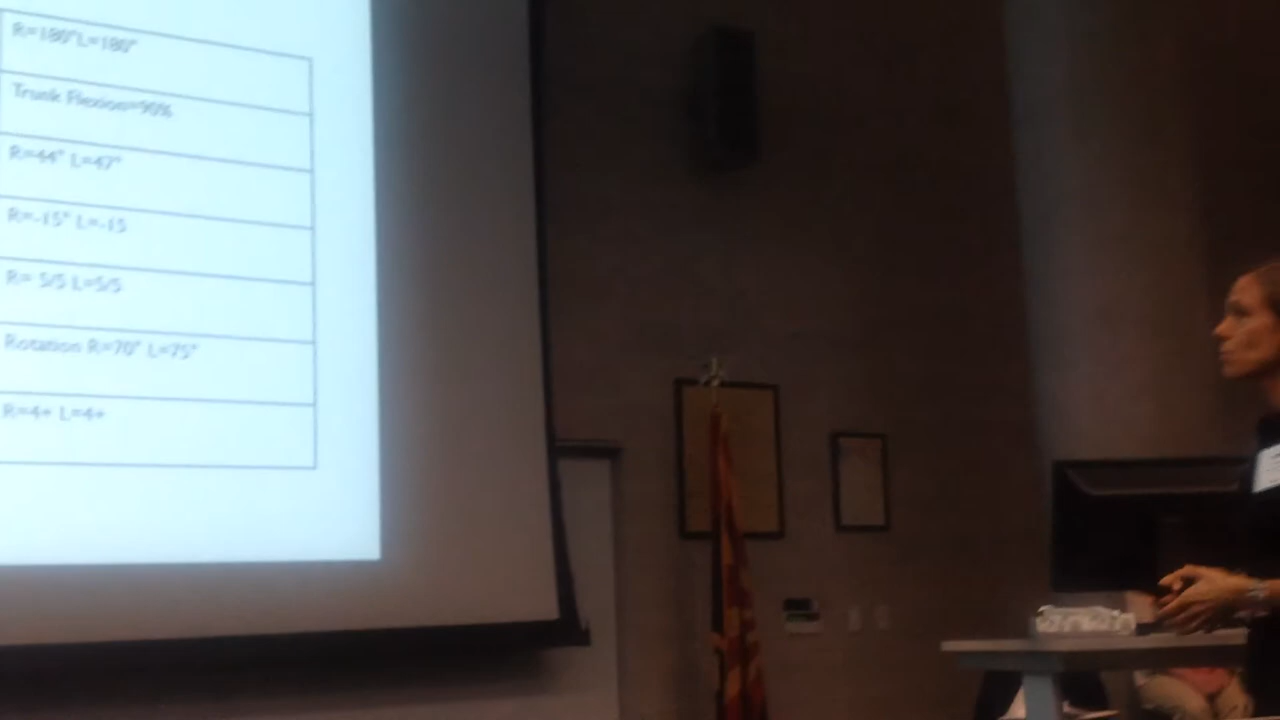 R=180° L=180°
Trunk Flexion=90%
R=44° L=47°
R=-15° L=-15
R= 5/5 L=5/5
Rotation R=70° L=75°
R=4+ L=4+